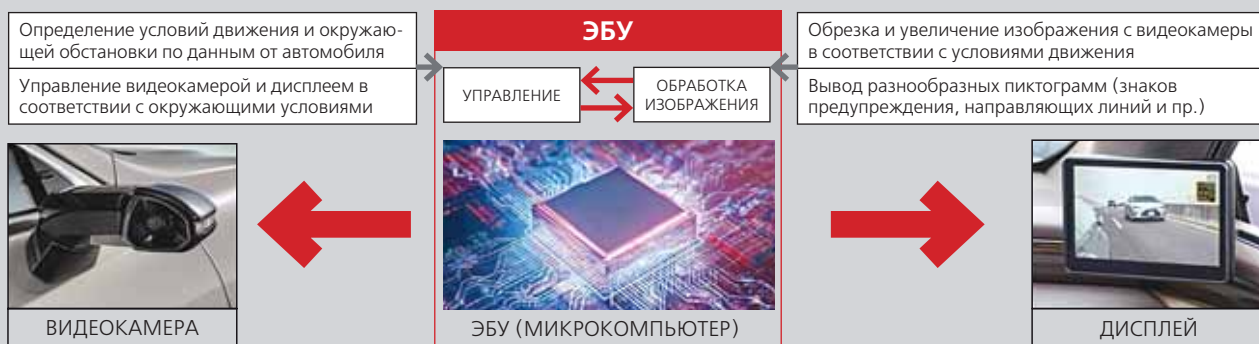 Определение условий движения и окружаю-
щей обстановки по данным от автомобиля
Управление видеокамерой и дисплеем в
соответствии с окружающими условиями
ЭБУ
УПРАВЛЕНИЕ
ОБРАБОТКА
ИЗОБРАЖЕНИЯ
Обрезка и увеличение изображения с видеокамеры
в соответствии с условиями движения
Вывод разнообразных пиктограмм (знаков
предупреждения, направляющих линий и пр.)
ВИДЕОКАМЕРА
ЭБУ (МИКРОКОМПЬЮТЕР)
ДИСПЛЕЙ